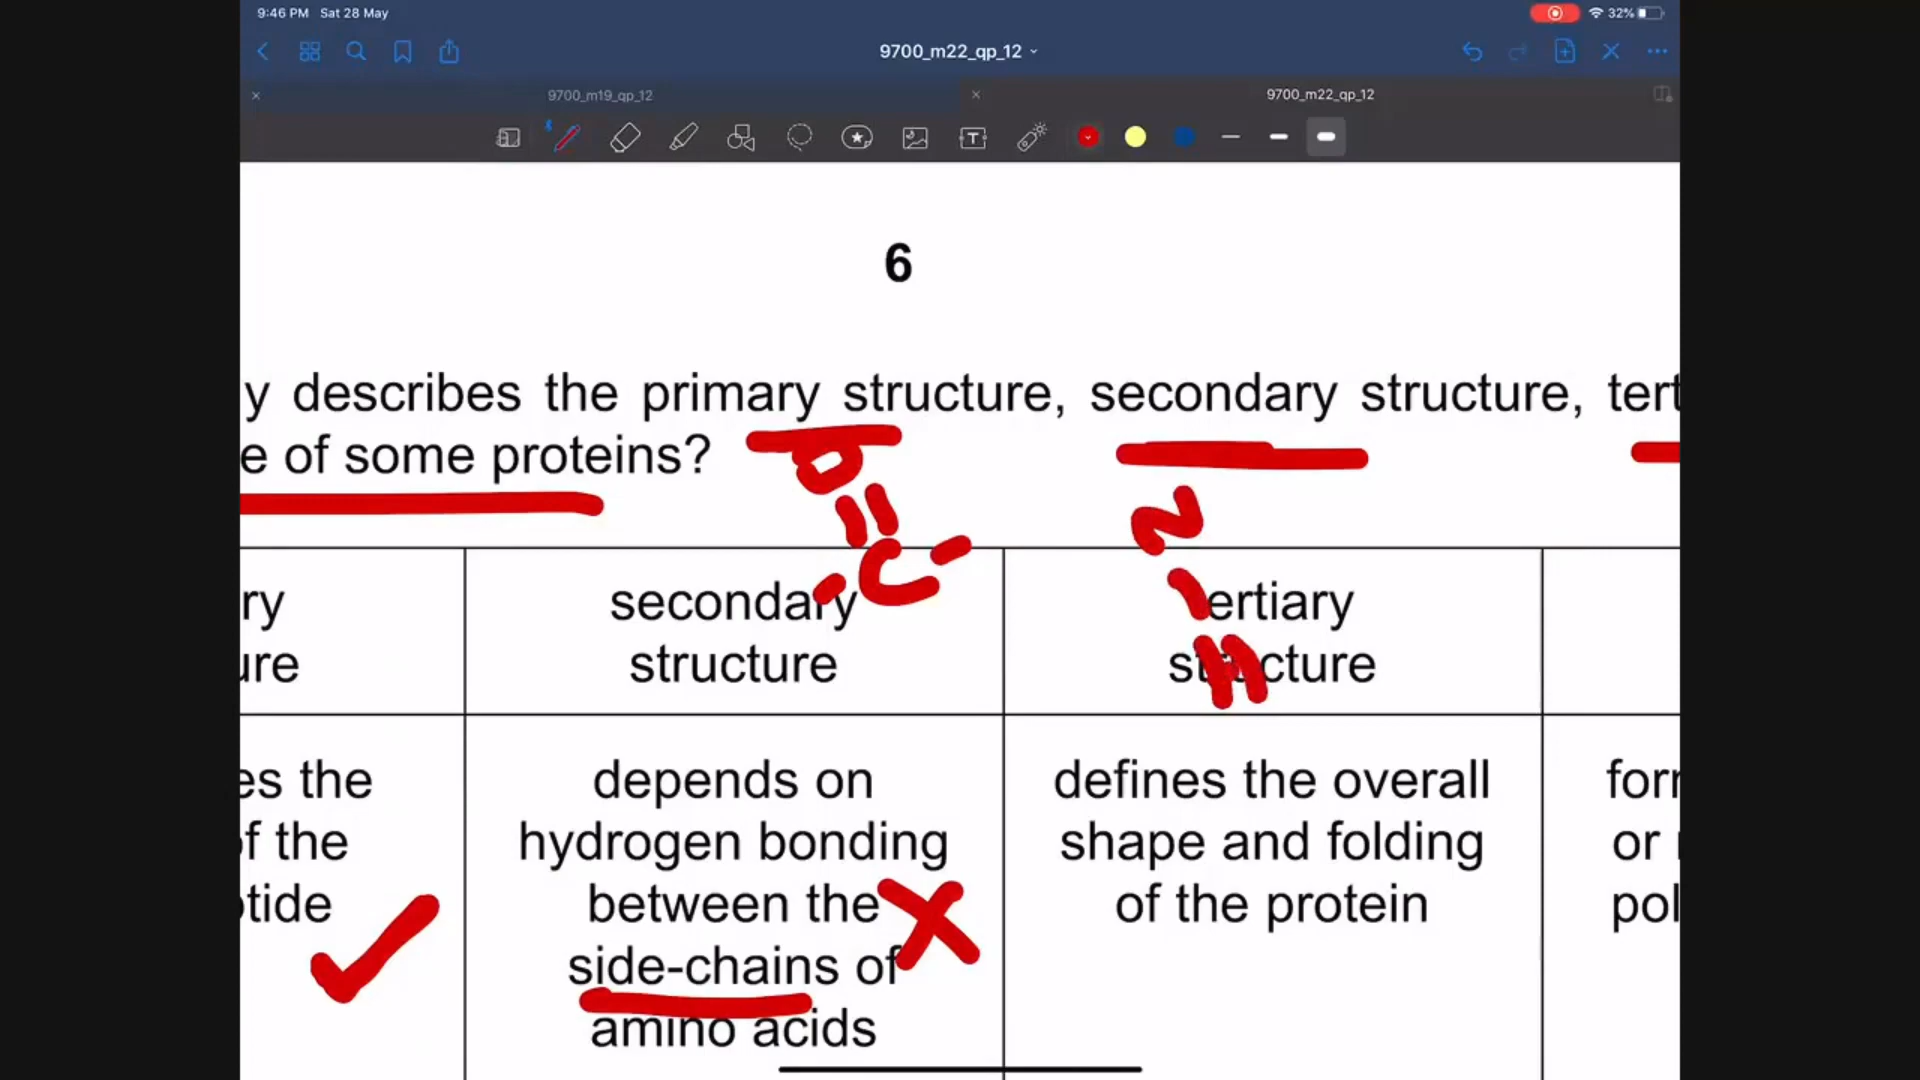 9:46 PM Sat 28 May
32%
9700_m22_qp_12
9700_m19_qp_12
9700_m22_qp_12
T
6
y describes the primary structure, secondary structure, tert
e of some proteins?
O
C
N
H
ry
ure
secondary
structure
tertiary
structure
es the
of the
tide
depends on
hydrogen bonding
between the
side-chains of
amino acids
defines the overall
shape and folding
of the protein
for
or
pol